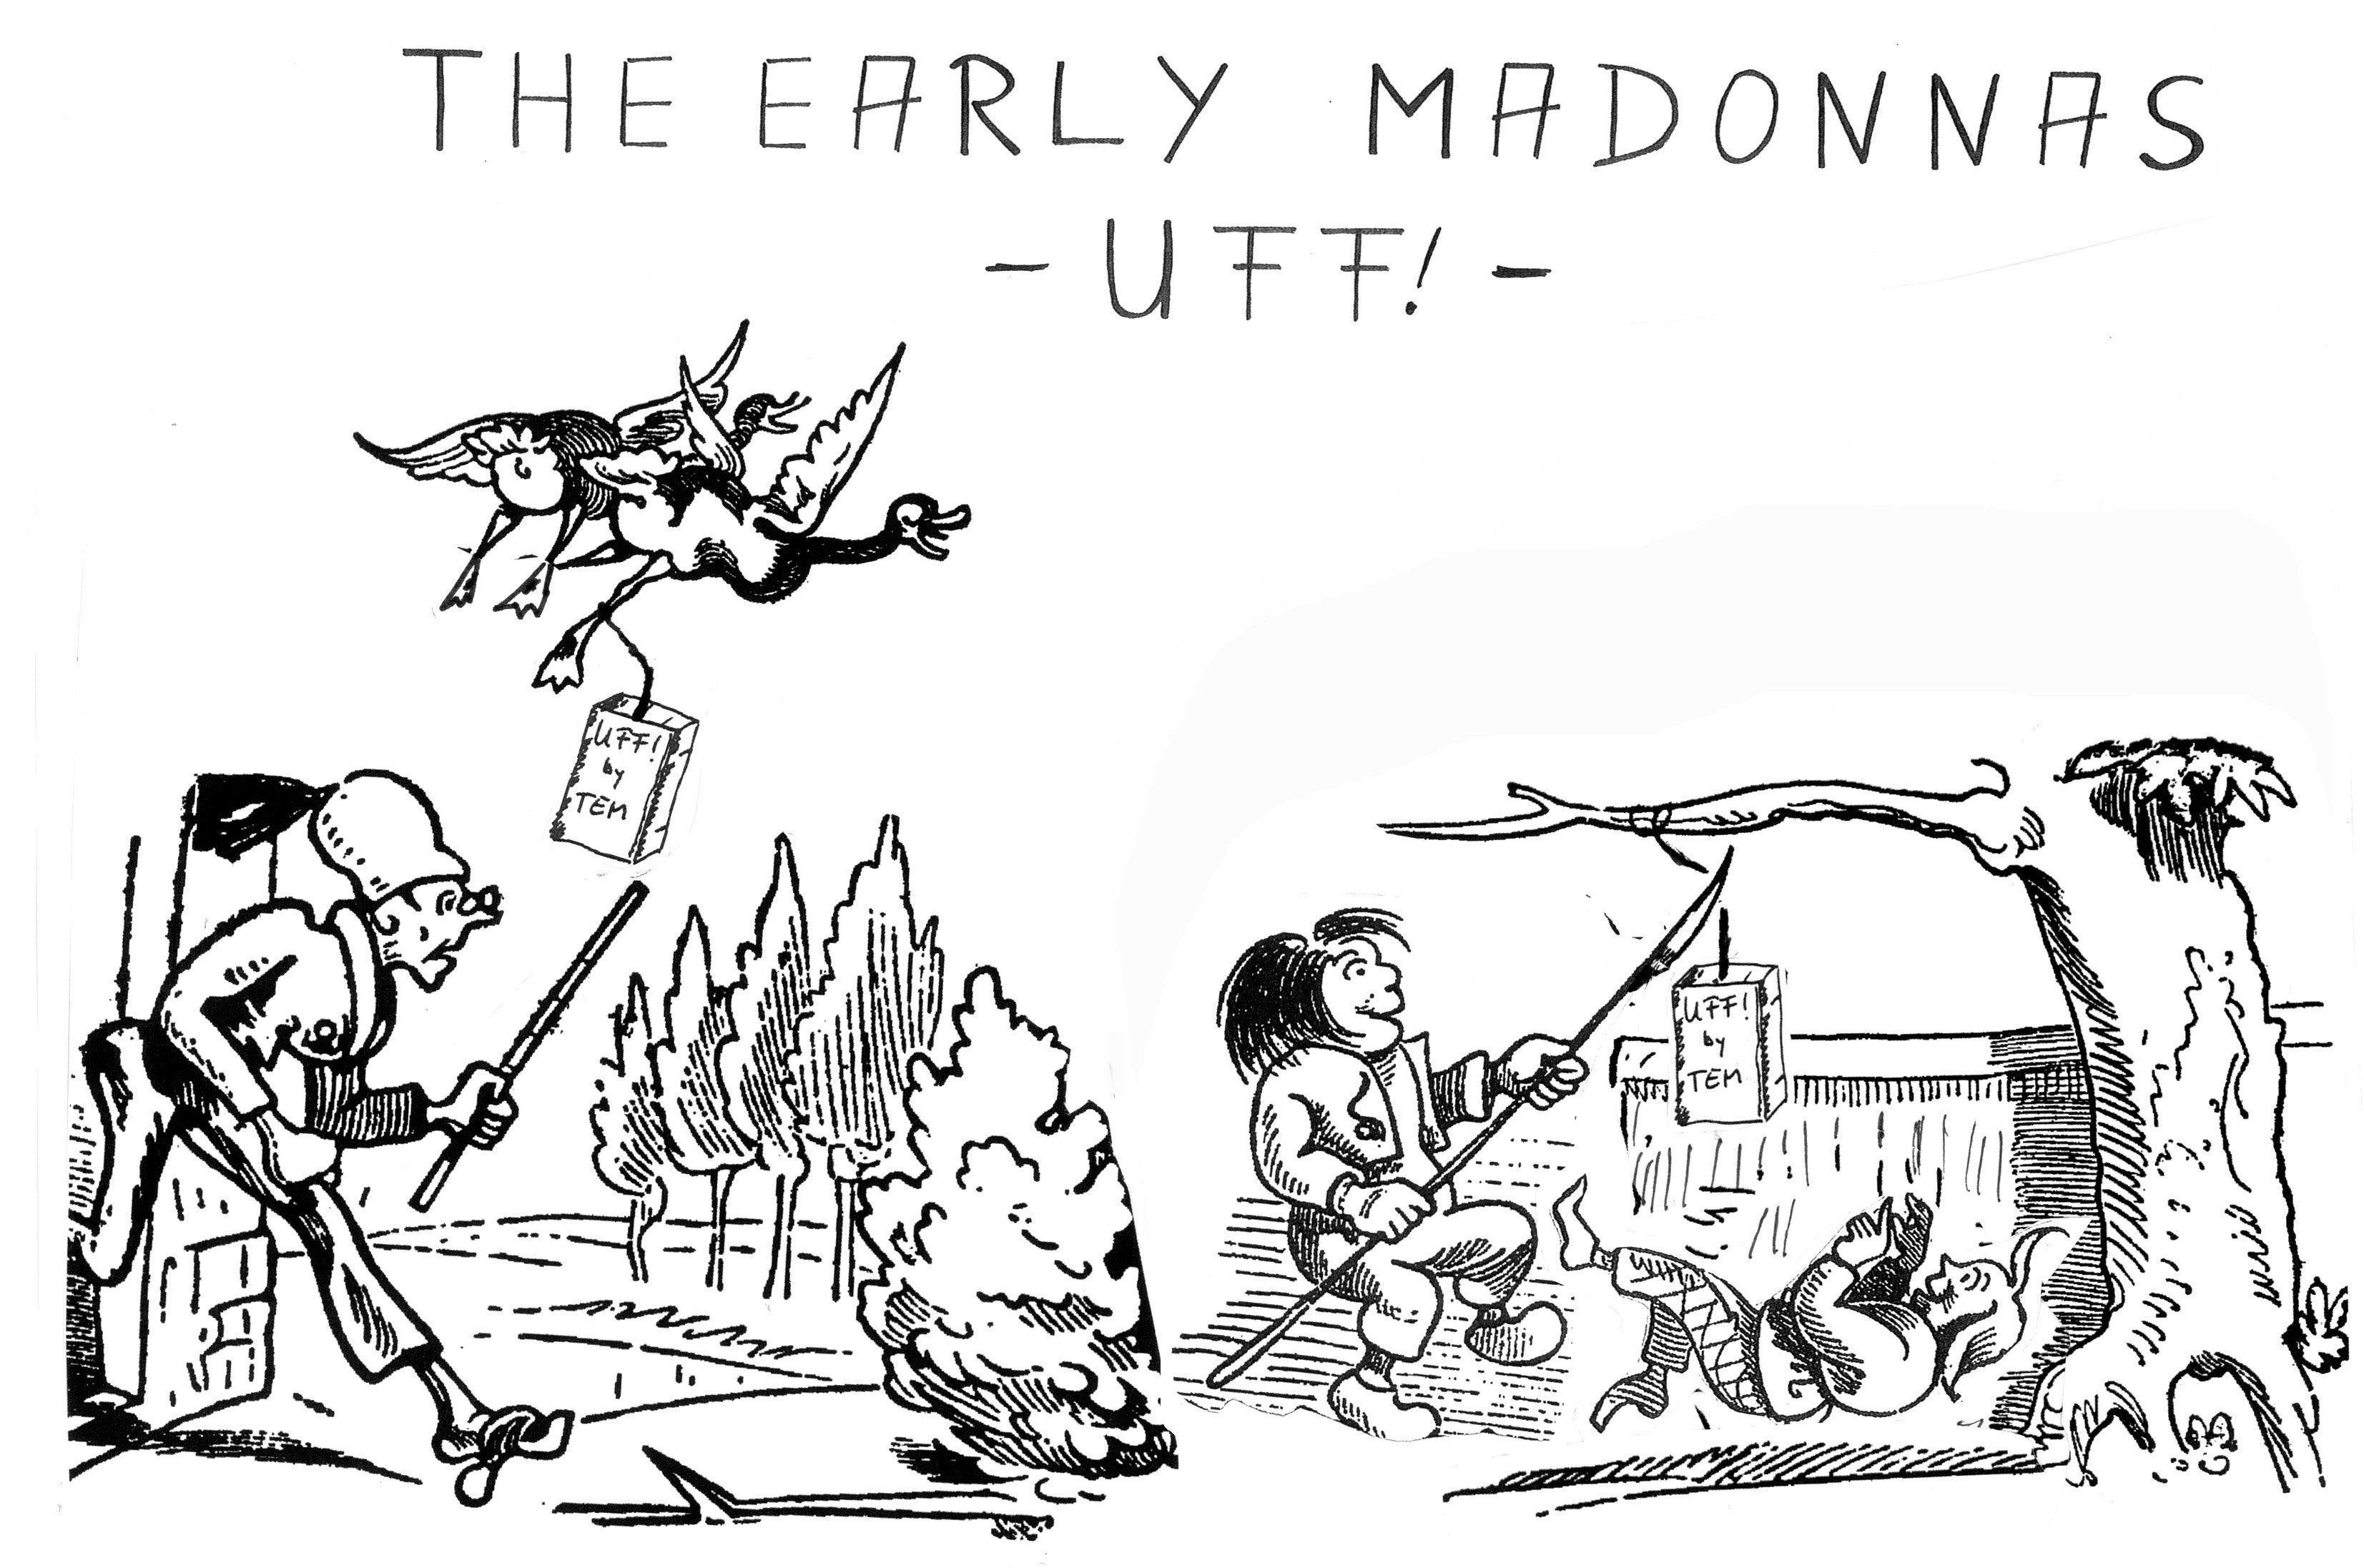 THE EARLY MADONNAS
- UFF! -
UFF!
by
TEM
UFF!
by
TEM